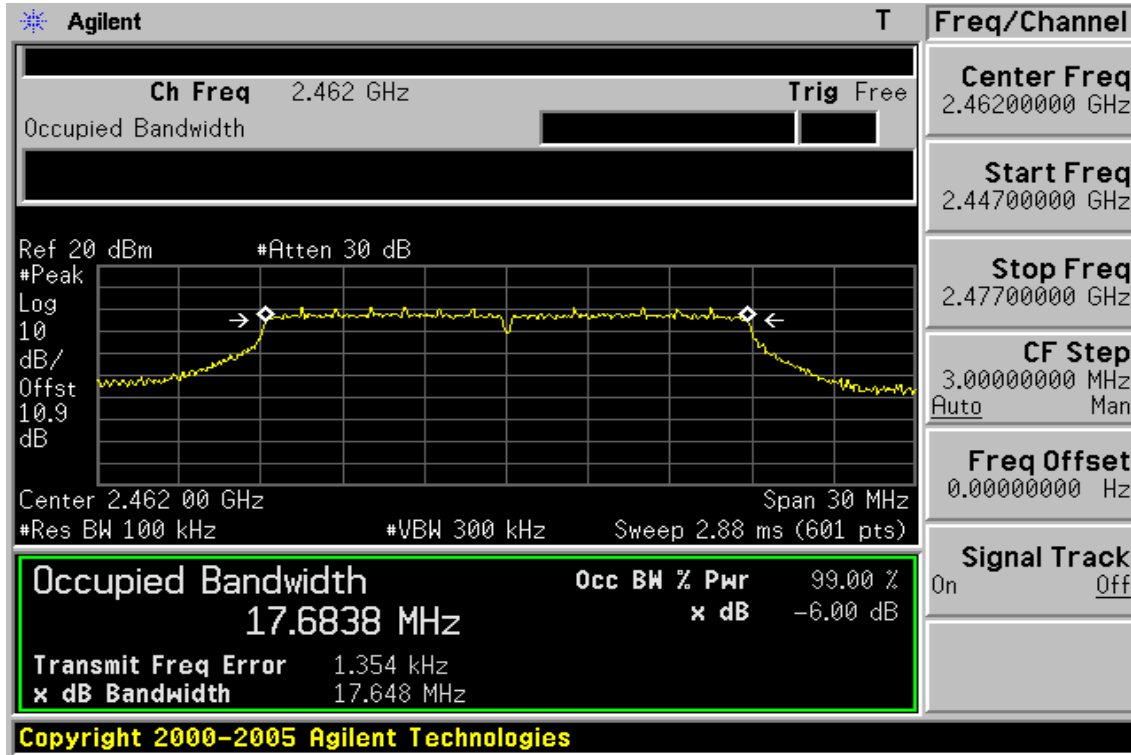 Agilent T
Ch Freq 2.462 GHz Trig Free
Occupied Bandwidth
Ref 20 dBm #Atten 30 dB
#Peak
Log
10
dB/
Offst
10.9
dB
Center 2.462 00 GHz Span 30 MHz
#Res BW 100 kHz #VBW 300 kHz Sweep 2.88 ms (601 pts)
Occupied Bandwidth Occ BW % Pwr 99.00 %
17.6838 MHz x dB -6.00 dB
Transmit Freq Error 1.354 kHz
x dB Bandwidth 17.648 MHz
Copyright 2000-2005 Agilent Technologies
Freq/Channel
Center Freq
2.46200000 GHz
Start Freq
2.44700000 GHz
Stop Freq
2.47700000 GHz
CF Step
3.00000000 MHz
Auto Man
Freq Offset
0.00000000 Hz
Signal Track
On Off